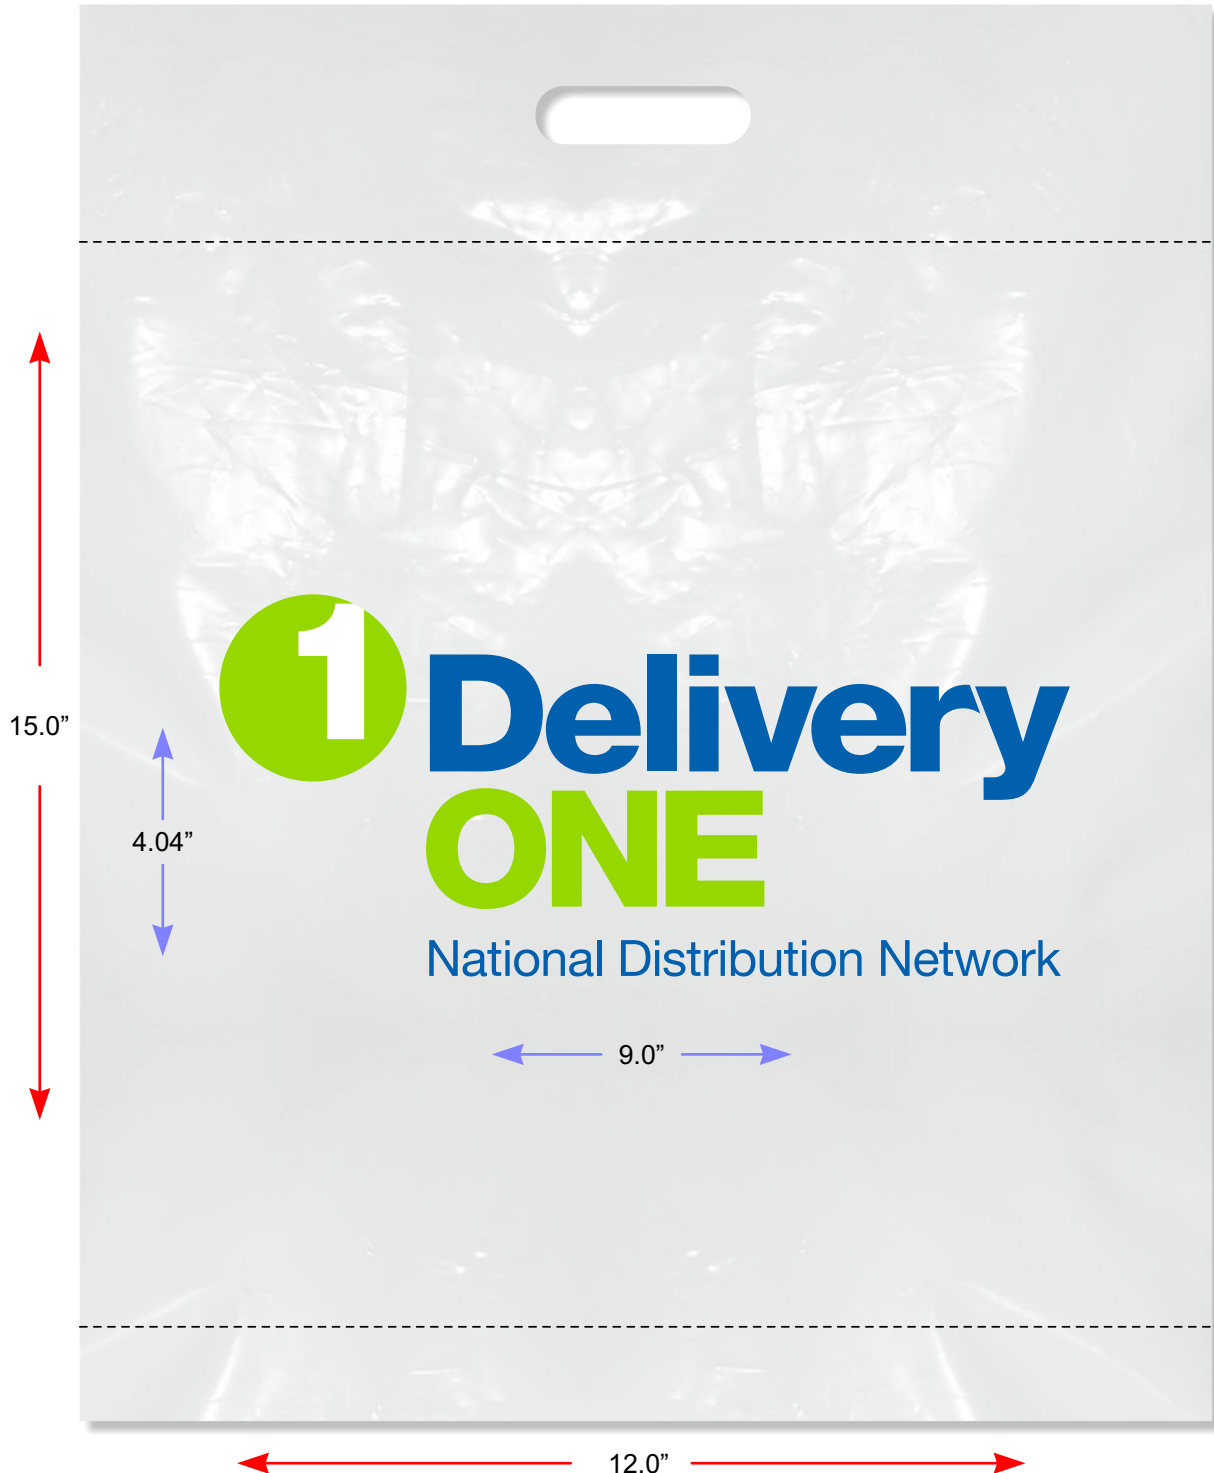 1
Delivery
ONE
National Distribution Network
15.0”
4.04”
9.0”
12.0”